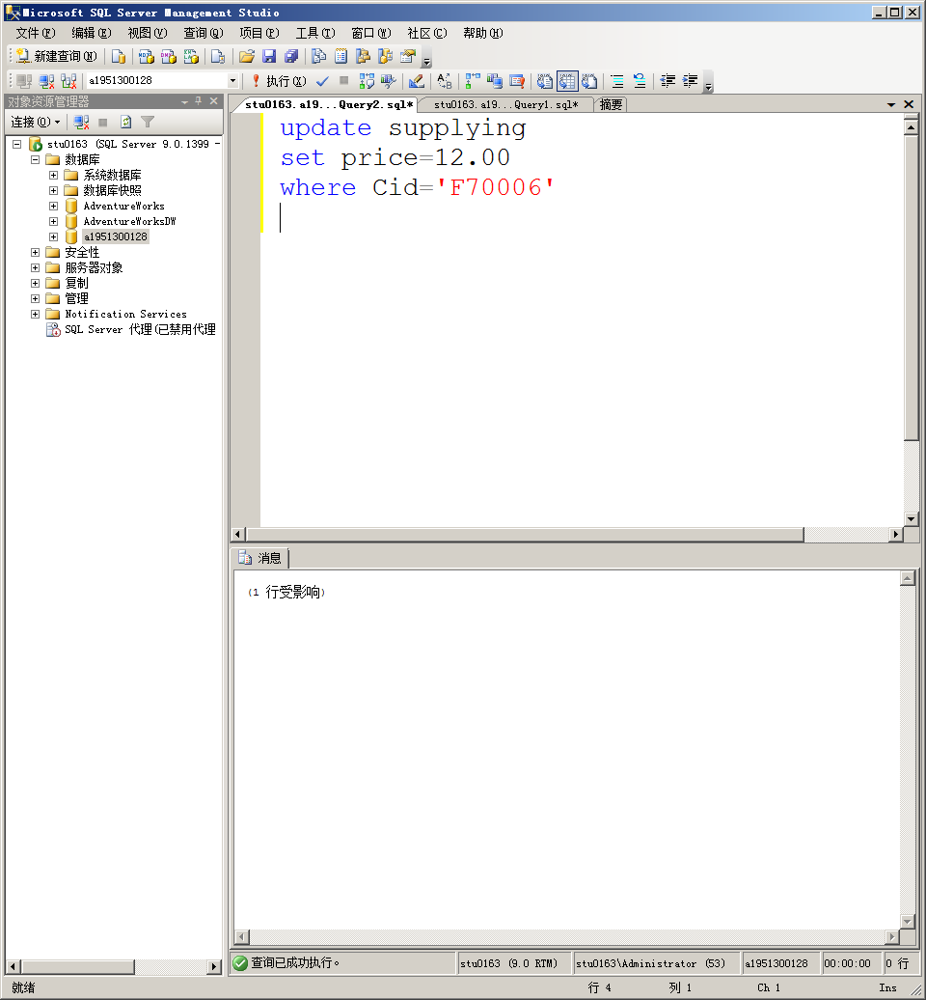 Microsoft SQL Server Management Studio
文件(F) 编辑(E) 视图(V) 查询(Q) 项目(P) 工具(T) 窗口(W) 社区(C) 帮助(H)
新建查询(N)
a1951300128 执行(X)
对象资源管理器
连接(O)
stu0163 (SQL Server 9.0.1399 -
数据库
系统数据库
数据库快照
AdventureWorks
AdventureWorksDW
a1951300128
安全性
服务器对象
复制
管理
Notification Services
SQL Server 代理(已禁用代理
stu0163.a19...Query2.sql* stu0163.a19...Query1.sql* 摘要
update supplying
set price=12.00
where Cid='F70006'
消息
(1 行受影响)
查询已成功执行。 stu0163 (9.0 RTM) stu0163\Administrator (53) a1951300128 00:00:00 0 行
就绪 行 4 列 1 Ch 1 Ins